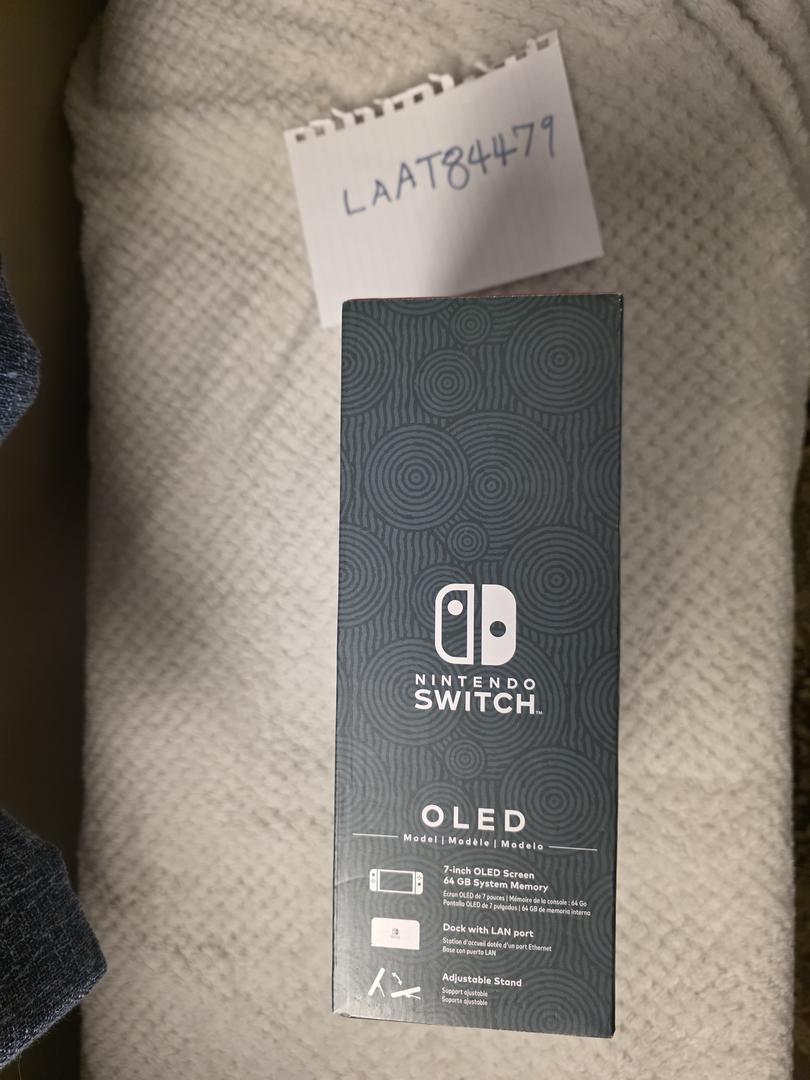 LAAT84479
NINTENDO
SWITCH™
OLED
Model | Modèle | Modelo
7-inch OLED Screen
64 GB System Memory
Écran OLED de 7 pouces | Mémoire de la console : 64 Go
Pantalla OLED de 7 pulgadas | 64 GB de memoria interna
Dock with LAN port
Station d'accueil dotée d'un port Ethernet
Base con puerto LAN
Adjustable Stand
Support ajustable
Soporte ajustable